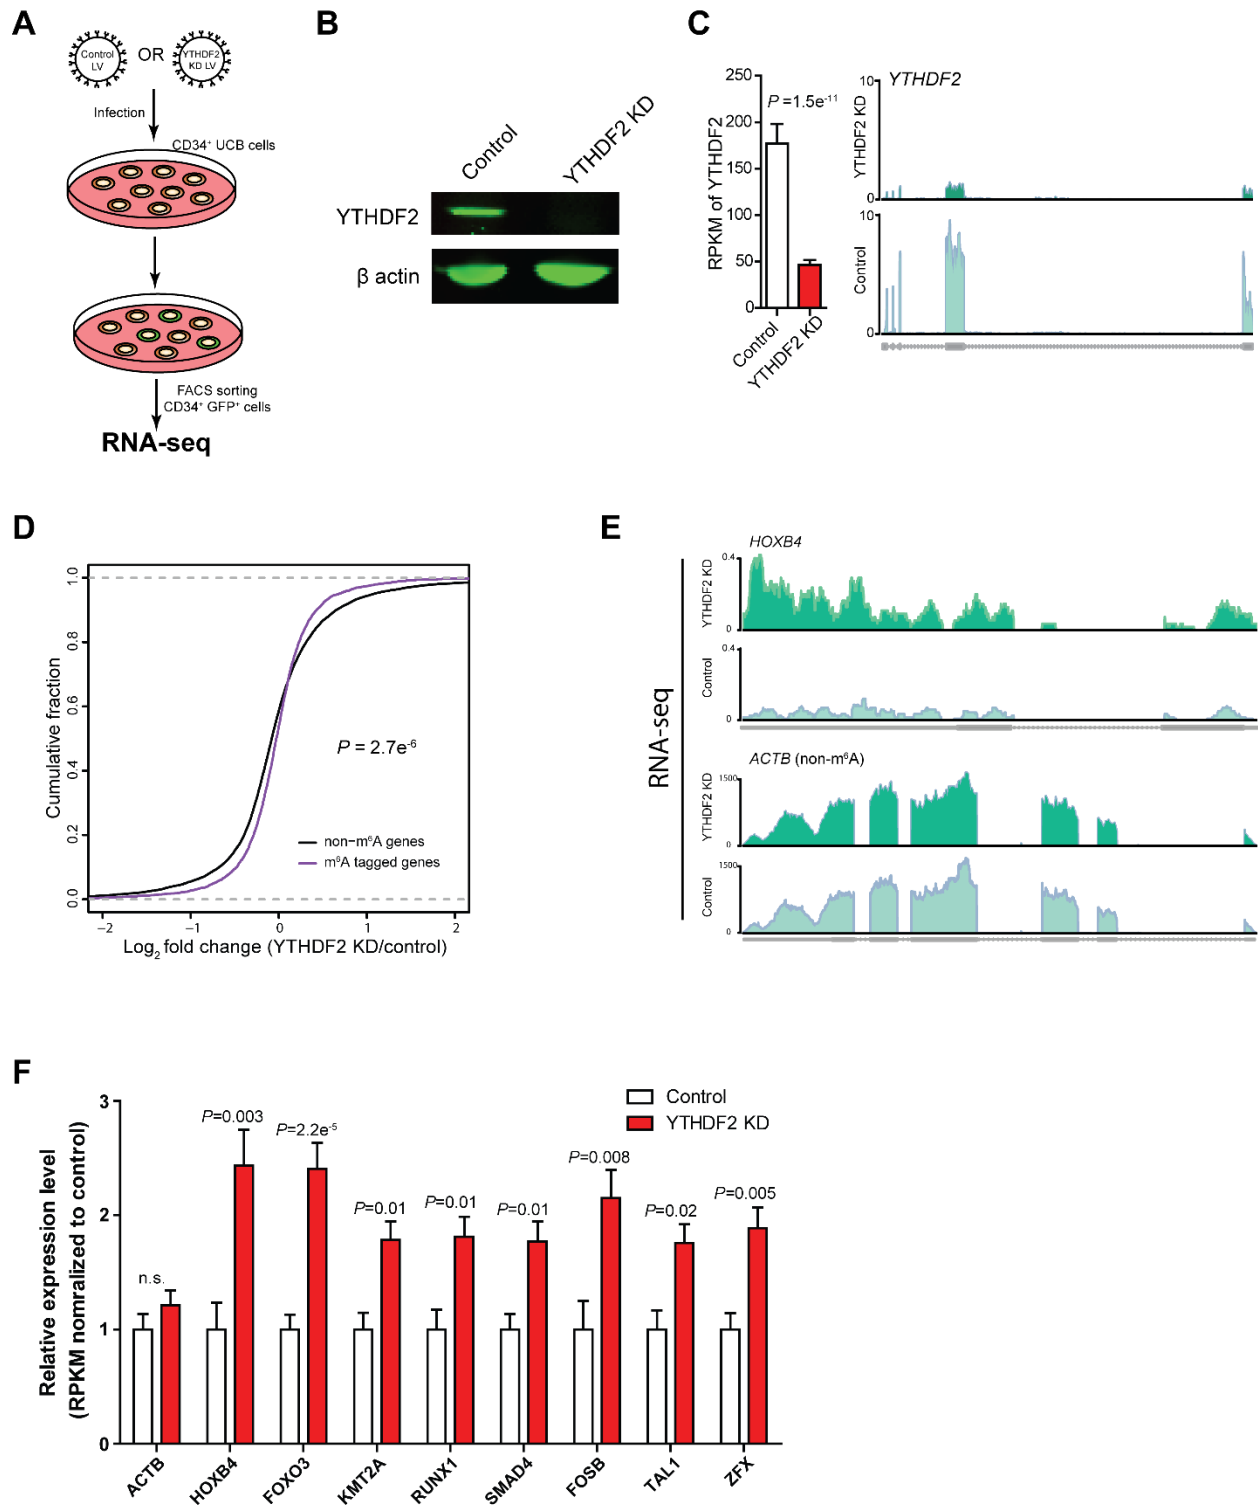 A
Control
LV
OR
YTHDF2
KD LV
Infection
CD34⁺ UCB cells
FACS sorting
CD34⁺ GFP⁺ cells
RNA-seq
B
Control
YTHDF2 KD
YTHDF2
β actin
C
RPKM of YTHDF2
250
200
150
100
50
0
P =1.5e⁻¹¹
Control
YTHDF2 KD
YTHDF2
YTHDF2 KD
10
0
Control
10
0
D
Cumulative fraction
1.0
0.8
0.6
0.4
0.2
0.0
P = 2.7e⁻⁶
non−m⁶A genes
m⁶A tagged genes
−2
−1
0
1
2
Log₂ fold change (YTHDF2 KD/control)
E
RNA-seq
HOXB4
YTHDF2 KD
0.4
0
Control
0.4
0
ACTB (non-m⁶A)
YTHDF2 KD
1500
0
Control
1500
0
F
Control
YTHDF2 KD
Relative expression level
(RPKM nomralized to control)
3
2
1
0
n.s.
P=0.003
P=2.2e⁻⁵
P=0.01
P=0.01
P=0.01
P=0.008
P=0.02
P=0.005
ACTB
HOXB4
FOXO3
KMT2A
RUNX1
SMAD4
FOSB
TAL1
ZFX